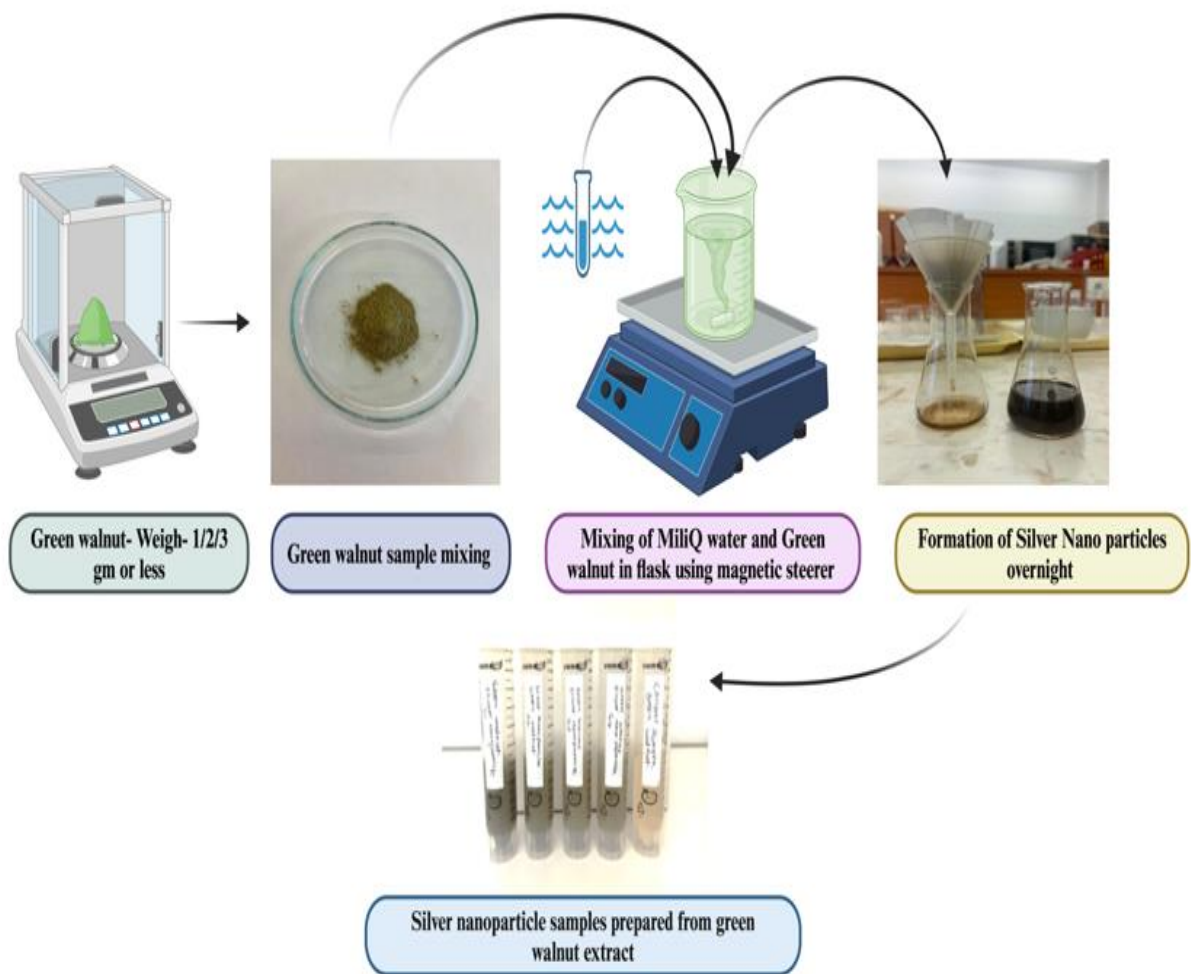 Green walnut- Weigh- 1/2/3
gm or less
Green walnut sample mixing
Mixing of MiliQ water and Green
walnut in flask using magnetic steerer
Formation of Silver Nano particles
overnight
Silver nanoparticle samples prepared from green
walnut extract